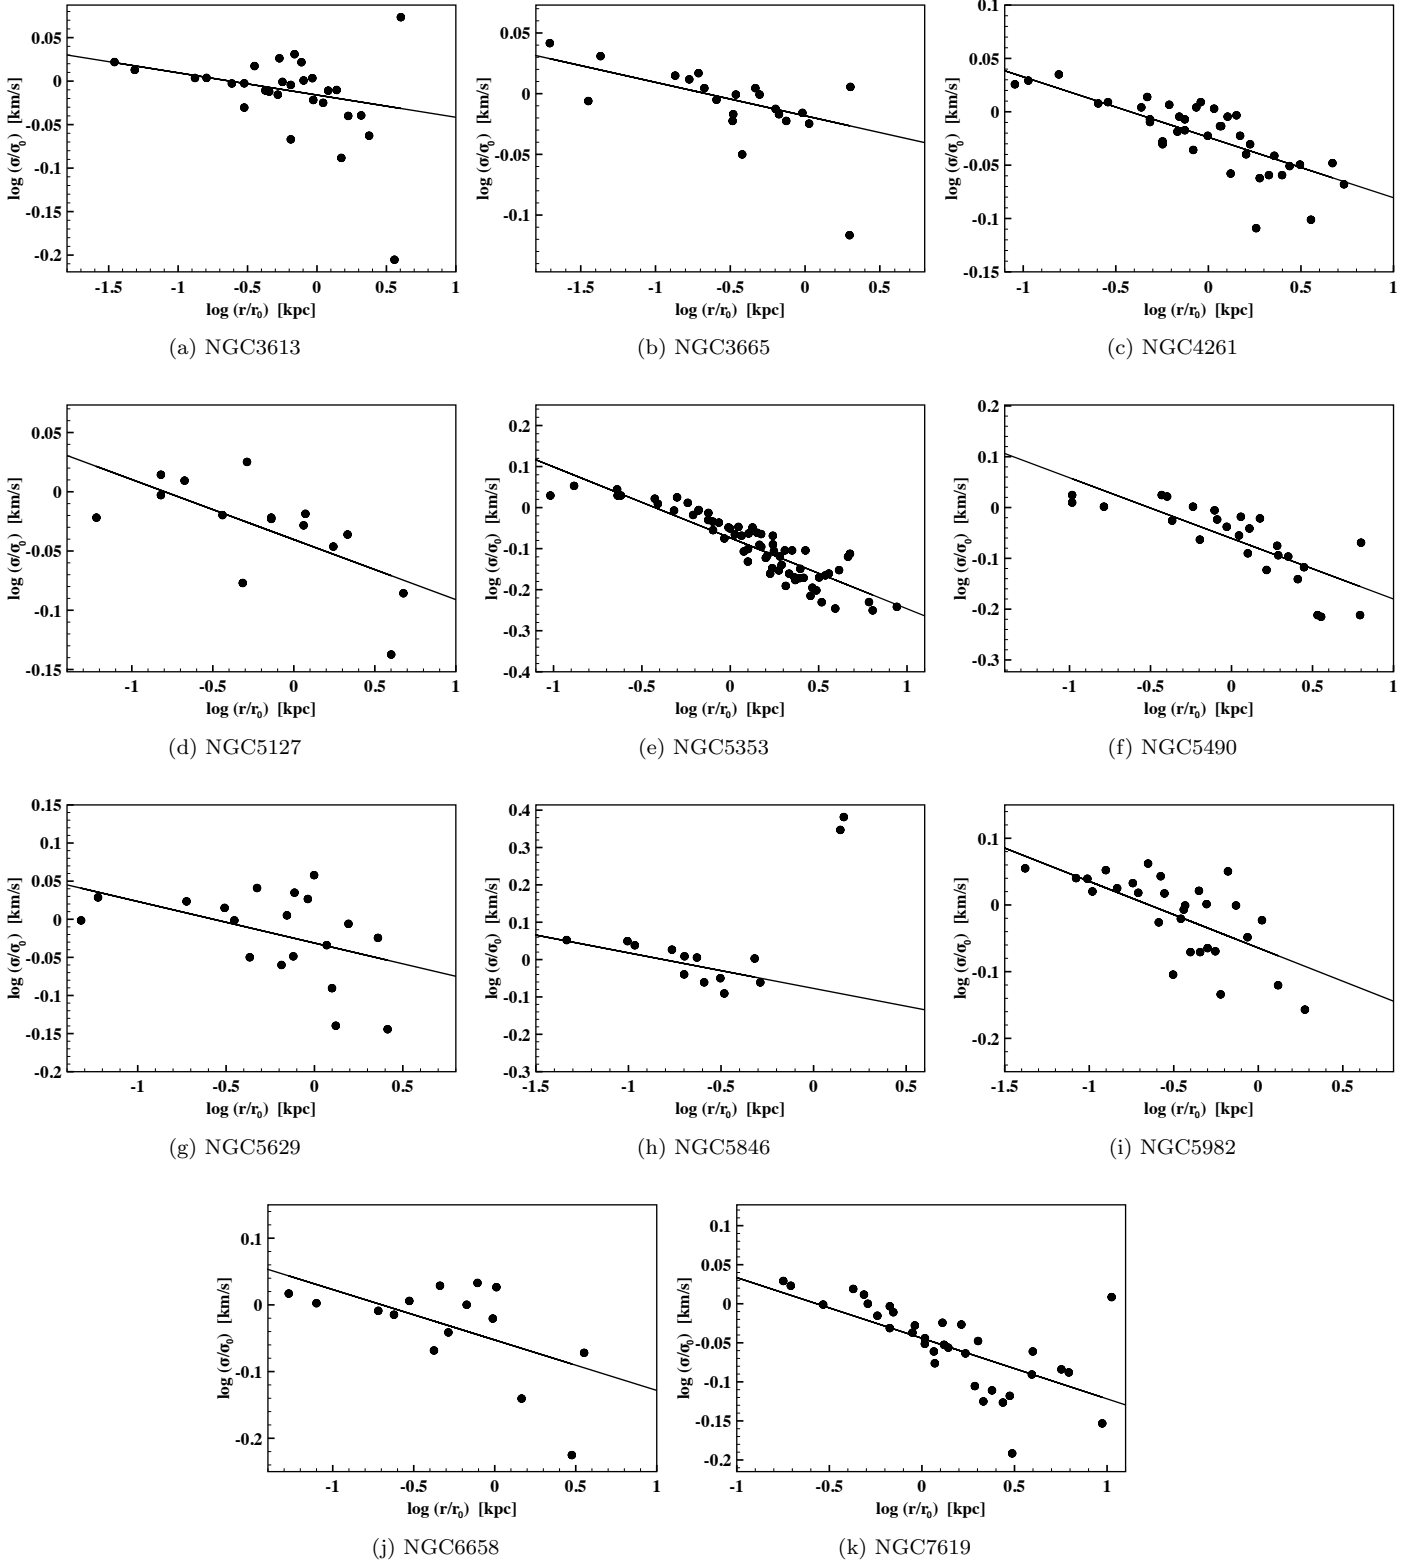 0.05
0
-0.05
-0.1
-0.15
-0.2
log (σ/σ0) [km/s]
-1.5 -1 -0.5 0 0.5 1
log (r/r0) [kpc]
(a) NGC3613
0.05
0
-0.05
-0.1
log (σ/σ0) [km/s]
-1.5 -1 -0.5 0 0.5
log (r/r0) [kpc]
(b) NGC3665
0.1
0.05
0
-0.05
-0.1
-0.15
log (σ/σ0) [km/s]
-1 -0.5 0 0.5 1
log (r/r0) [kpc]
(c) NGC4261
0.05
0
-0.05
-0.1
-0.15
log (σ/σ0) [km/s]
-1 -0.5 0 0.5 1
log (r/r0) [kpc]
(d) NGC5127
0.2
0.1
0
-0.1
-0.2
-0.3
-0.4
log (σ/σ0) [km/s]
-1 -0.5 0 0.5 1
log (r/r0) [kpc]
(e) NGC5353
0.2
0.1
0
-0.1
-0.2
-0.3
log (σ/σ0) [km/s]
-1 -0.5 0 0.5 1
log (r/r0) [kpc]
(f) NGC5490
0.15
0.1
0.05
0
-0.05
-0.1
-0.15
-0.2
log (σ/σ0) [km/s]
-1 -0.5 0 0.5
log (r/r0) [kpc]
(g) NGC5629
0.4
0.3
0.2
0.1
0
-0.1
-0.2
-0.3
log (σ/σ0) [km/s]
-1.5 -1 -0.5 0 0.5
log (r/r0) [kpc]
(h) NGC5846
0.1
0
-0.1
-0.2
log (σ/σ0) [km/s]
-1.5 -1 -0.5 0 0.5
log (r/r0) [kpc]
(i) NGC5982
0.1
0
-0.1
-0.2
log (σ/σ0) [km/s]
-1 -0.5 0 0.5 1
log (r/r0) [kpc]
(j) NGC6658
0.1
0.05
0
-0.05
-0.1
-0.15
-0.2
log (σ/σ0) [km/s]
-1 -0.5 0 0.5 1
log (r/r0) [kpc]
(k) NGC7619